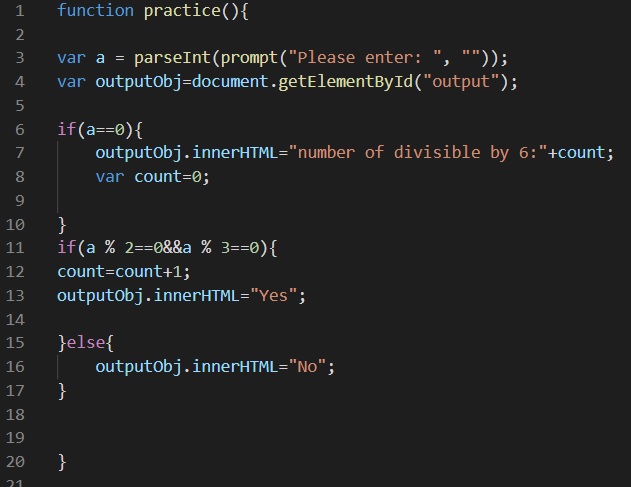 1 function practice(){
2
3 var a = parseInt(prompt("Please enter: ", ""));
4 var outputObj=document.getElementById("output");
5
6 if(a==0){
7 outputObj.innerHTML="number of divisible by 6:"+count;
8 var count=0;
9
10 }
11 if(a % 2==0&&a % 3==0){
12 count=count+1;
13 outputObj.innerHTML="Yes";
14
15 }else{
16 outputObj.innerHTML="No";
17 }
18
19
20 }
21